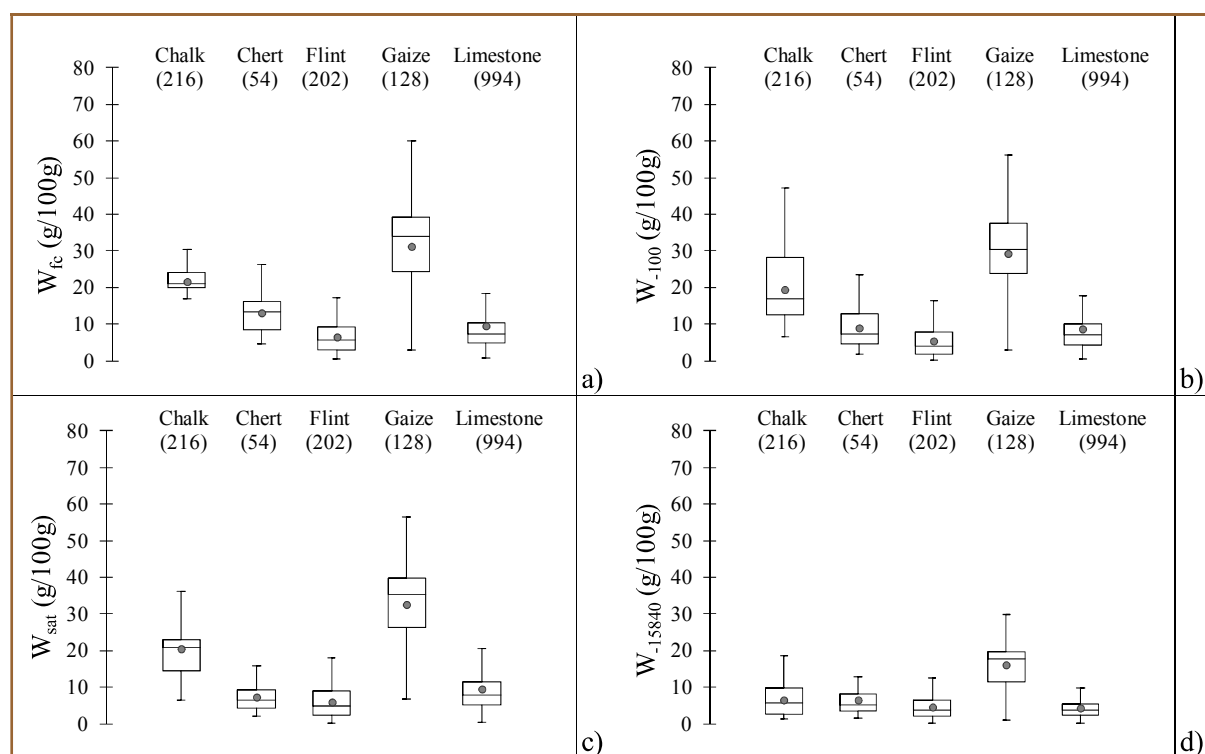 Chalk Chert Flint Gaize Limestone
(216) (54) (202) (128) (994)
80
70
60
50
40
30
20
10
0
W_fc (g/100g)
a)
Chalk Chert Flint Gaize Limestone
(216) (54) (202) (128) (994)
80
70
60
50
40
30
20
10
0
W_-100 (g/100g)
b)
Chalk Chert Flint Gaize Limestone
(216) (54) (202) (128) (994)
80
70
60
50
40
30
20
10
0
W_sat (g/100g)
c)
Chalk Chert Flint Gaize Limestone
(216) (54) (202) (128) (994)
80
70
60
50
40
30
20
10
0
W_-15840 (g/100g)
d)